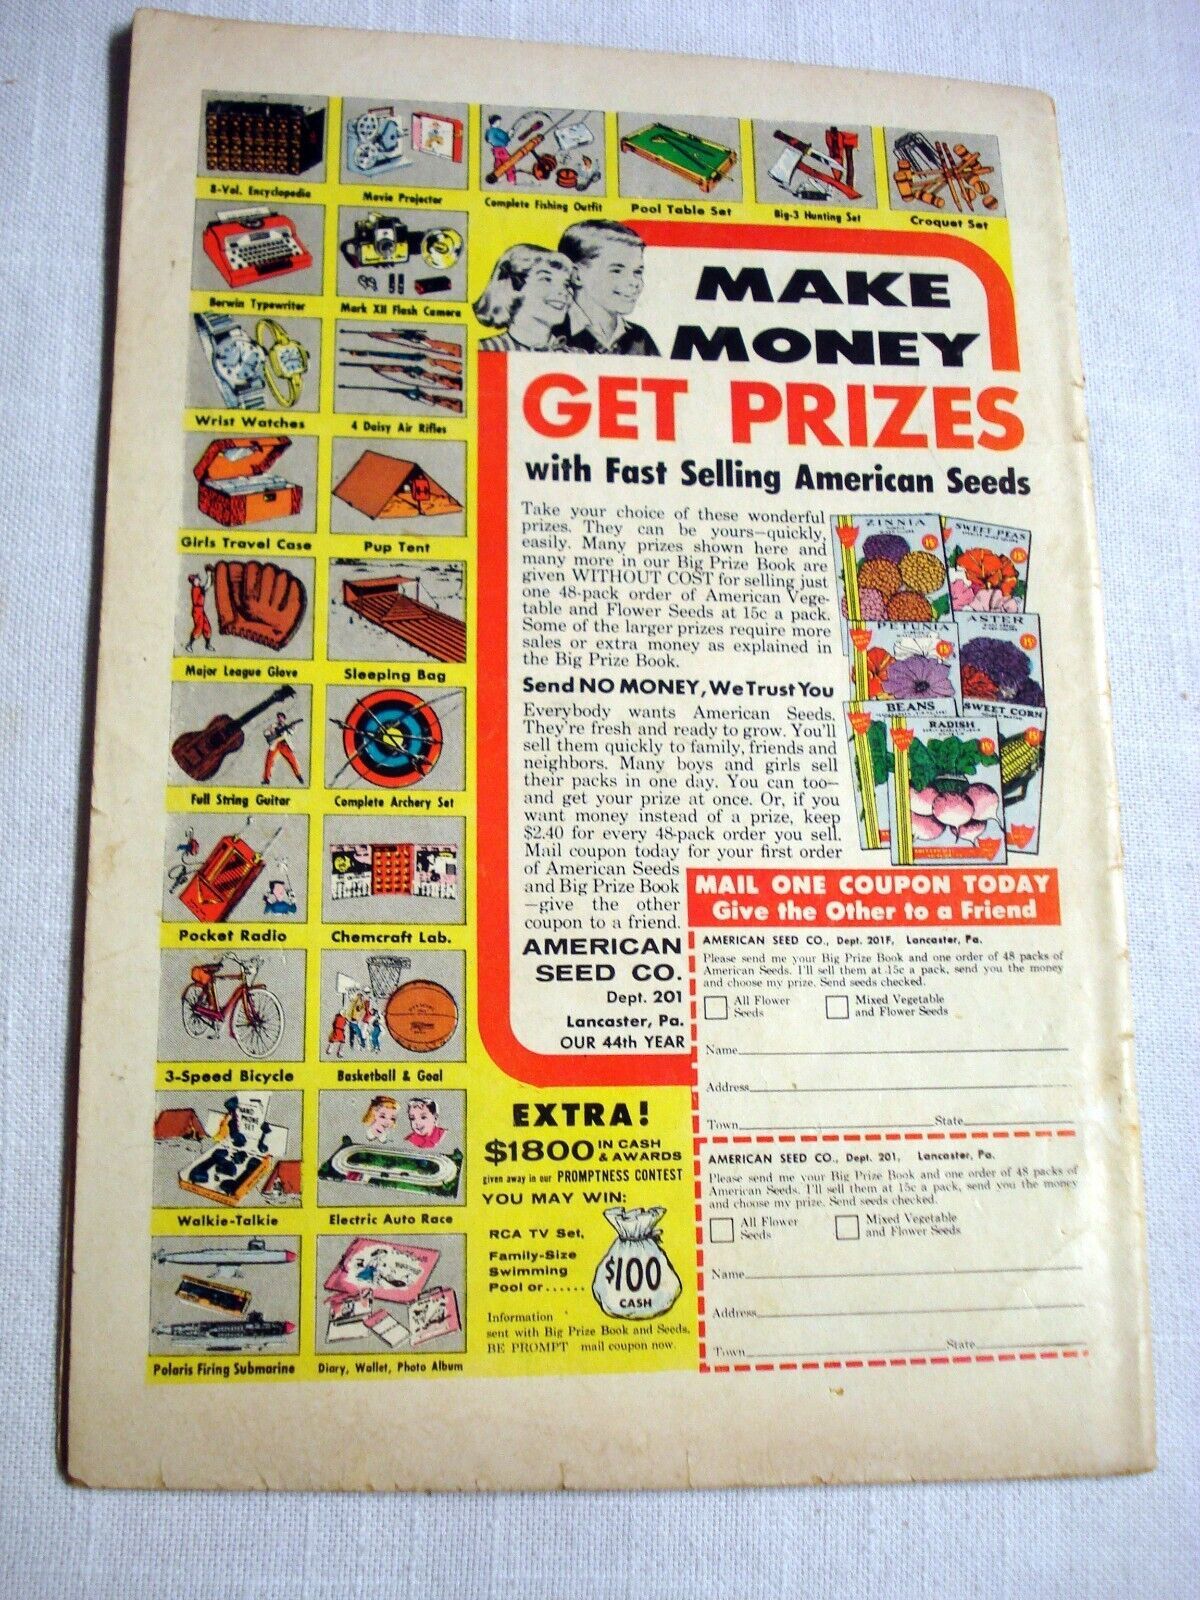 8-Vol. Encyclopedia
Movie Projector
Complete Fishing Outfit
Pool Table Set
Big-3 Hunting Set
Croquet Set
Berwin Typewriter
Mark XII Flash Camera
Wrist Watches
4 Daisy Air Rifles
Girls Travel Case
Pup Tent
Major League Glove
Sleeping Bag
Full String Guitar
Complete Archery Set
Pocket Radio
Chemcraft Lab.
3-Speed Bicycle
Basketball & Goal
HAND PHONE SET
Walkie-Talkie
Electric Auto Race
Polaris Firing Submarine
Diary, Wallet, Photo Album
MAKE
MONEY
GET PRIZES
with Fast Selling American Seeds
Take your choice of these wonderful
prizes. They can be yours—quickly,
easily. Many prizes shown here and
many more in our Big Prize Book are
given WITHOUT COST for selling just
one 48-pack order of American Vege-
table and Flower Seeds at 15c a pack.
Some of the larger prizes require more
sales or extra money as explained in
the Big Prize Book.
Send NO MONEY, We Trust You
Everybody wants American Seeds.
They're fresh and ready to grow. You'll
sell them quickly to family, friends and
neighbors. Many boys and girls sell
their packs in one day. You can too—
and get your prize at once. Or, if you
want money instead of a prize, keep
$2.40 for every 48-pack order you sell.
Mail coupon today for your first order
of American Seeds
and Big Prize Book
—give the other
coupon to a friend.
AMERICAN
SEED CO.
Dept. 201
Lancaster, Pa.
OUR 44th YEAR
ZINNIA
15¢
SWEET PEAS
15¢
PETUNIA
15¢
ASTER
15¢
BEANS
RADISH
15¢
SWEET CORN
MAIL ONE COUPON TODAY
Give the Other to a Friend
AMERICAN SEED CO., Dept. 201F, Lancaster, Pa.
Please send me your Big Prize Book and one order of 48 packs of
American Seeds. I'll sell them at 15c a pack, send you the money
and choose my prize. Send seeds checked.
All Flower
Seeds
Mixed Vegetable
and Flower Seeds
Name
Address
Town State
AMERICAN SEED CO., Dept. 201, Lancaster, Pa.
Please send me your Big Prize Book and one order of 48 packs of
American Seeds. I'll sell them at 15c a pack, send you the money
and choose my prize. Send seeds checked.
All Flower
Seeds
Mixed Vegetable
and Flower Seeds
Name
Address
Town State
EXTRA!
$1800 IN CASH
& AWARDS
given away in our PROMPTNESS CONTEST
YOU MAY WIN:
RCA TV Set,
Family-Size
Swimming
Pool or......
$100
CASH
Information
sent with Big Prize Book and Seeds.
BE PROMPT mail coupon now.